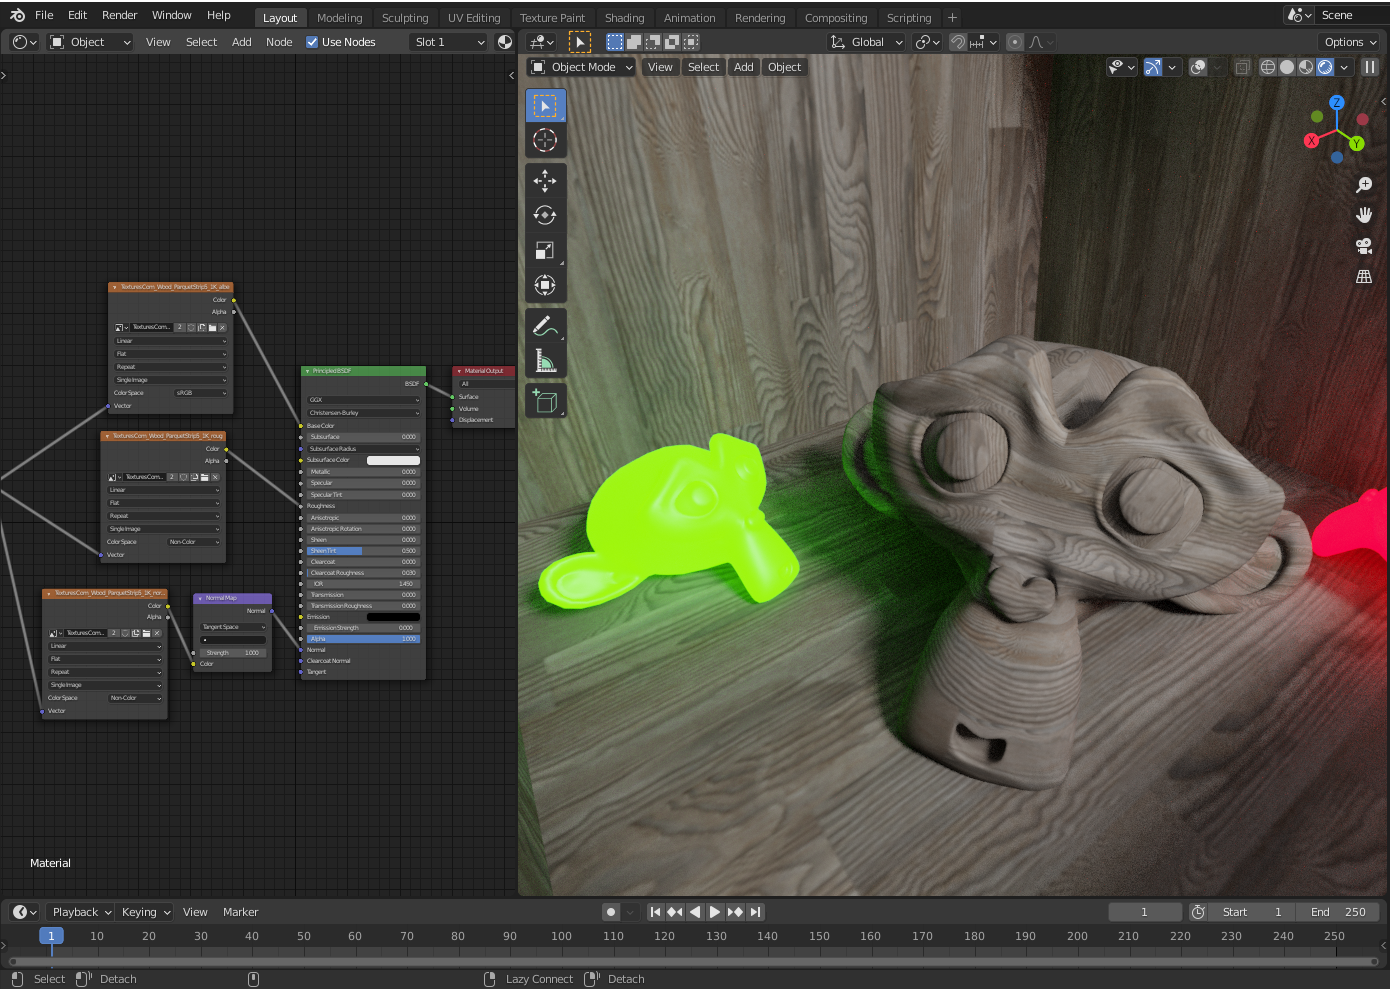 File Edit Render Window Help Layout Modeling Sculpting UV Editing Texture Paint Shading Animation Rendering Compositing Scripting + Scene
Object View Select Add Node Use Nodes Slot 1 Global Options
Object Mode View Select Add Object
Z
X Y
TexturesCom_Wood_ParquetStrip5_1K_albe
Color
Alpha
TexturesCom... 2
Linear
Flat
Repeat
Single Image
Color Space sRGB
Vector
TexturesCom_Wood_ParquetStrip5_1K_roug
Color
Alpha
TexturesCom... 2
Linear
Flat
Repeat
Single Image
Color Space Non-Color
Vector
TexturesCom_Wood_ParquetStrip5_1K_nor...
Color
Alpha
TexturesCom... 2
Linear
Flat
Repeat
Single Image
Color Space Non-Color
Vector
Normal Map
Normal
Tangent Space
Strength 1.000
Color
Principled BSDF
BSDF
GGX
Christensen-Burley
Base Color
Subsurface 0.000
Subsurface Radius
Subsurface Color
Metallic 0.000
Specular 0.000
Specular Tint 0.000
Roughness
Anisotropic 0.000
Anisotropic Rotation 0.000
Sheen 0.000
Sheen Tint 0.500
Clearcoat 0.000
Clearcoat Roughness 0.030
IOR 1.450
Transmission 0.000
Transmission Roughness 0.000
Emission
Emission Strength 0.000
Alpha 1.000
Normal
Clearcoat Normal
Tangent
Material Output
All
Surface
Volume
Displacement
Material
Playback Keying View Marker 1 Start 1 End 250
1 10 20 30 40 50 60 70 80 90 100 110 120 130 140 150 160 170 180 190 200 210 220 230 240 250
Select Detach Lazy Connect Detach